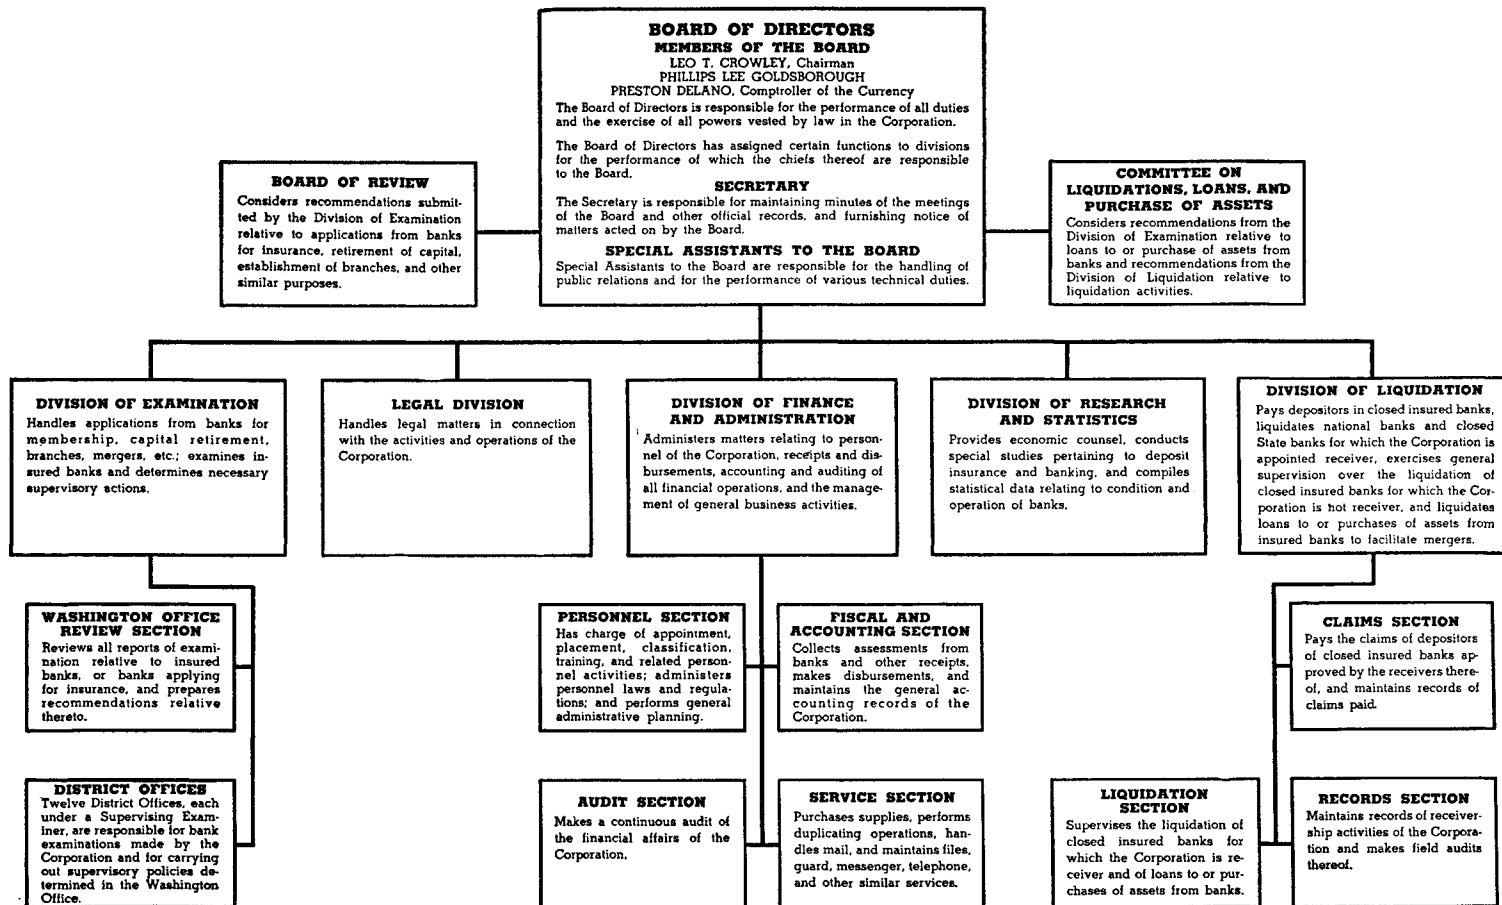 BOARD OF DIRECTORS
MEMBERS OF THE BOARD
LEO T. CROWLEY, Chairman
PHILLIPS LEE GOLDSBOROUGH
PRESTON DELANO, Comptroller of the Currency
The Board of Directors is responsible for the performance of all duties
and the exercise of all powers vested by law in the Corporation.
The Board of Directors has assigned certain functions to divisions
for the performance of which the chiefs thereof are responsible
to the Board.
SECRETARY
The Secretary is responsible for maintaining minutes of the meetings
of the Board and other official records, and furnishing notice of
matters acted on by the Board.
SPECIAL ASSISTANTS TO THE BOARD
Special Assistants to the Board are responsible for the handling of
public relations and for the performance of various technical duties.
BOARD OF REVIEW
Considers recommendations submit-
ted by the Division of Examination
relative to applications from banks
for insurance, retirement of capital,
establishment of branches, and other
similar purposes.
COMMITTEE ON
LIQUIDATIONS, LOANS, AND
PURCHASE OF ASSETS
Considers recommendations from the
Division of Examination relative to
loans to or purchase of assets from
banks and recommendations from the
Division of Liquidation relative to
liquidation activities.
DIVISION OF EXAMINATION
Handles applications from banks for
membership, capital retirement,
branches, mergers, etc.; examines in-
sured banks and determines necessary
supervisory actions.
LEGAL DIVISION
Handles legal matters in connection
with the activities and operations of the
Corporation.
DIVISION OF FINANCE
AND ADMINISTRATION
Administers matters relating to person-
nel of the Corporation, receipts and dis-
bursements, accounting and auditing of
all financial operations, and the manage-
ment of general business activities.
DIVISION OF RESEARCH
AND STATISTICS
Provides economic counsel, conducts
special studies pertaining to deposit
insurance and banking, and compiles
statistical data relating to condition and
operation of banks.
DIVISION OF LIQUIDATION
Pays depositors in closed insured banks,
liquidates national banks and closed
State banks for which the Corporation is
appointed receiver, exercises general
supervision over the liquidation of
closed insured banks for which the Cor-
poration is not receiver, and liquidates
loans to or purchases of assets from
insured banks to facilitate mergers.
WASHINGTON OFFICE
REVIEW SECTION
Reviews all reports of exami-
nation relative to insured
banks, or banks applying
for insurance, and prepares
recommendations relative
thereto.
PERSONNEL SECTION
Has charge of appointment,
placement, classification,
training, and related person-
nel activities; administers
personnel laws and regula-
tions; and performs general
administrative planning.
FISCAL AND
ACCOUNTING SECTION
Collects assessments from
banks and other receipts,
makes disbursements, and
maintains the general ac-
counting records of the
Corporation.
CLAIMS SECTION
Pays the claims of depositors
of closed insured banks ap-
proved by the receivers there-
of, and maintains records of
claims paid.
DISTRICT OFFICES
Twelve District Offices, each
under a Supervising Exam-
iner, are responsible for bank
examinations made by the
Corporation and for carrying
out supervisory policies de-
termined in the Washington
Office.
AUDIT SECTION
Makes a continuous audit of
the financial affairs of the
Corporation.
SERVICE SECTION
Purchases supplies, performs
duplicating operations, han-
dles mail, and maintains files,
guard, messenger, telephone,
and other similar services.
LIQUIDATION
SECTION
Supervises the liquidation of
closed insured banks for
which the Corporation is re-
ceiver and of loans to or pur-
chases of assets from banks.
RECORDS SECTION
Maintains records of receiver-
ship activities of the Corpora-
tion and makes field audits
thereof.